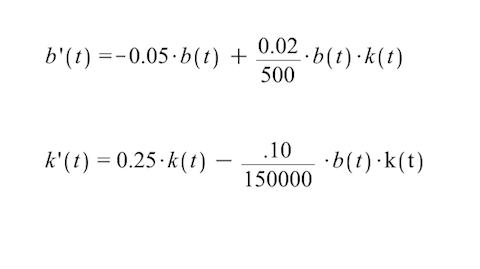 b'(t) = -0.05·b(t) + 0.02/500 ·b(t)·k(t)
k'(t) = 0.25·k(t) − .10/150000 ·b(t)·k(t)